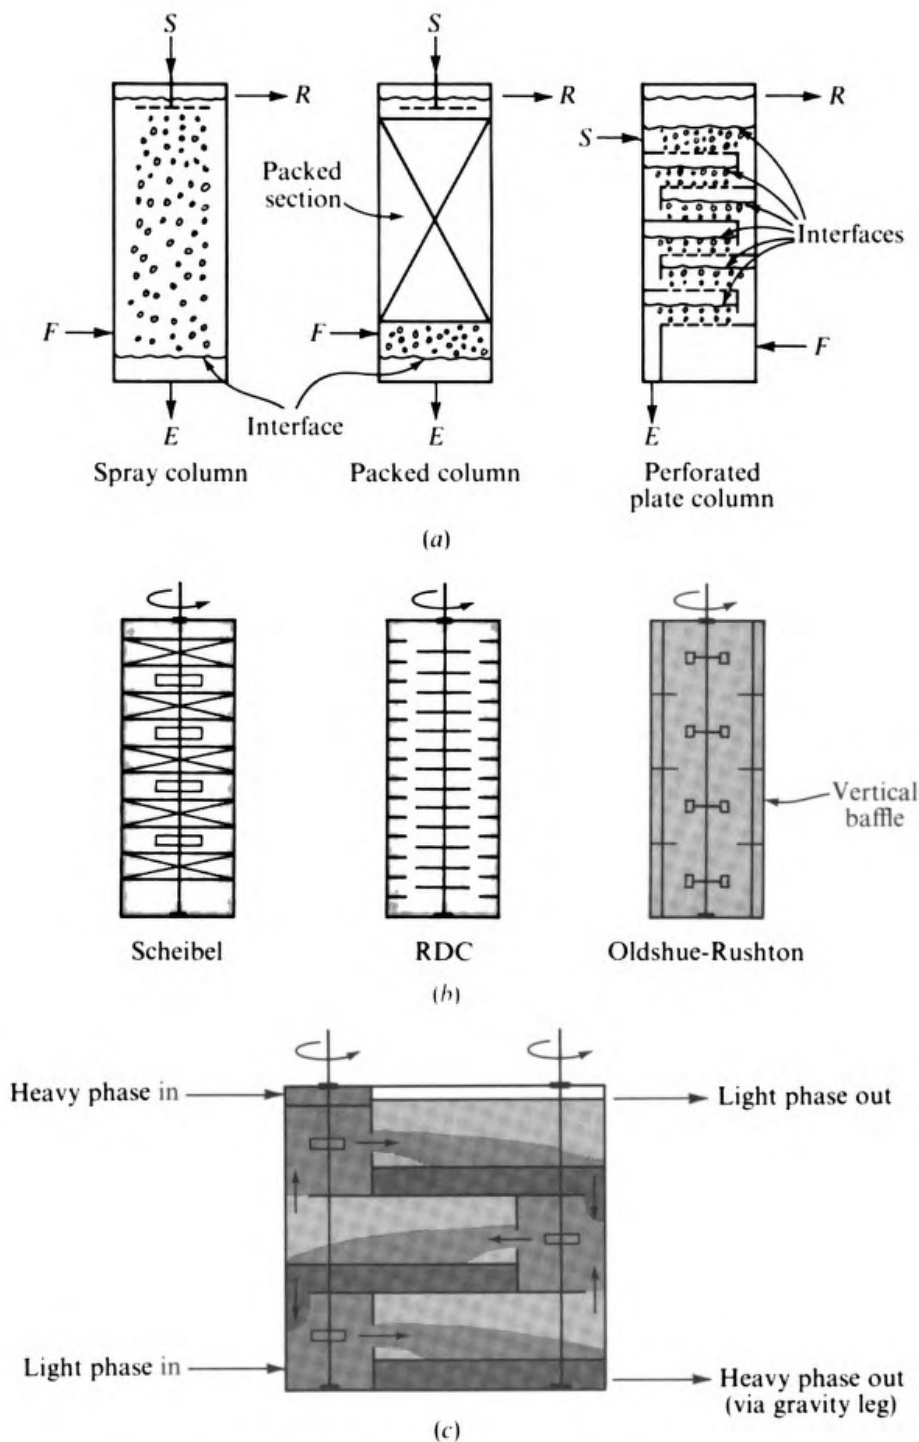 S
S
R
R
R
S
Packed
section
Interfaces
F
F
F
Interface
E
E
E
Spray column
Packed column
Perforated
plate column
(a)
Vertical
baffle
Scheibel
RDC
Oldshue-Rushton
(b)
Heavy phase in
Light phase out
Light phase in
Heavy phase out
(via gravity leg)
(c)